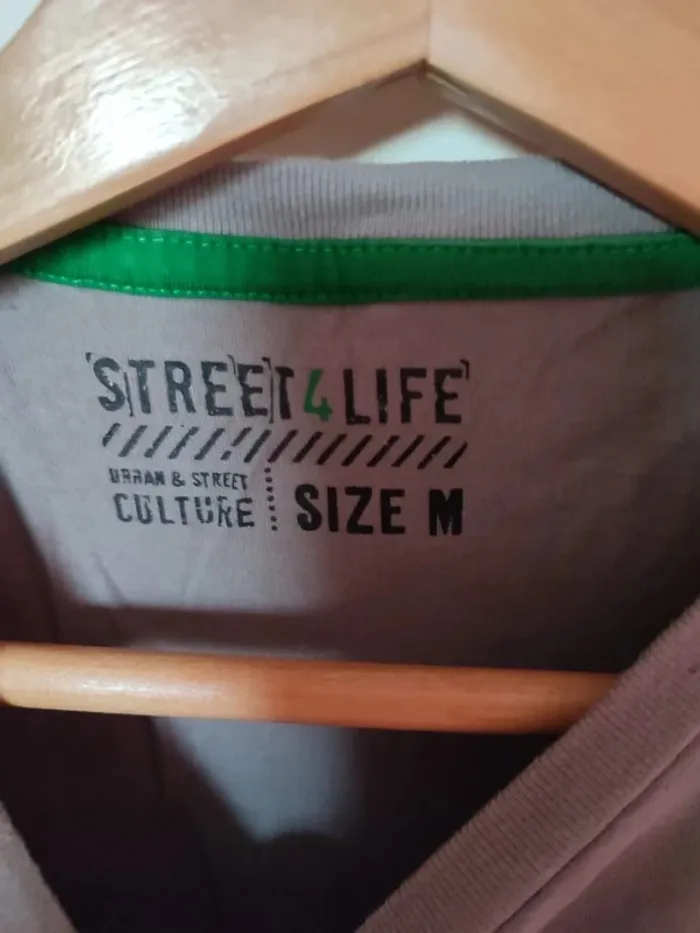 STREET4LIFE
URBAN & STREET
CULTURE
SIZE M